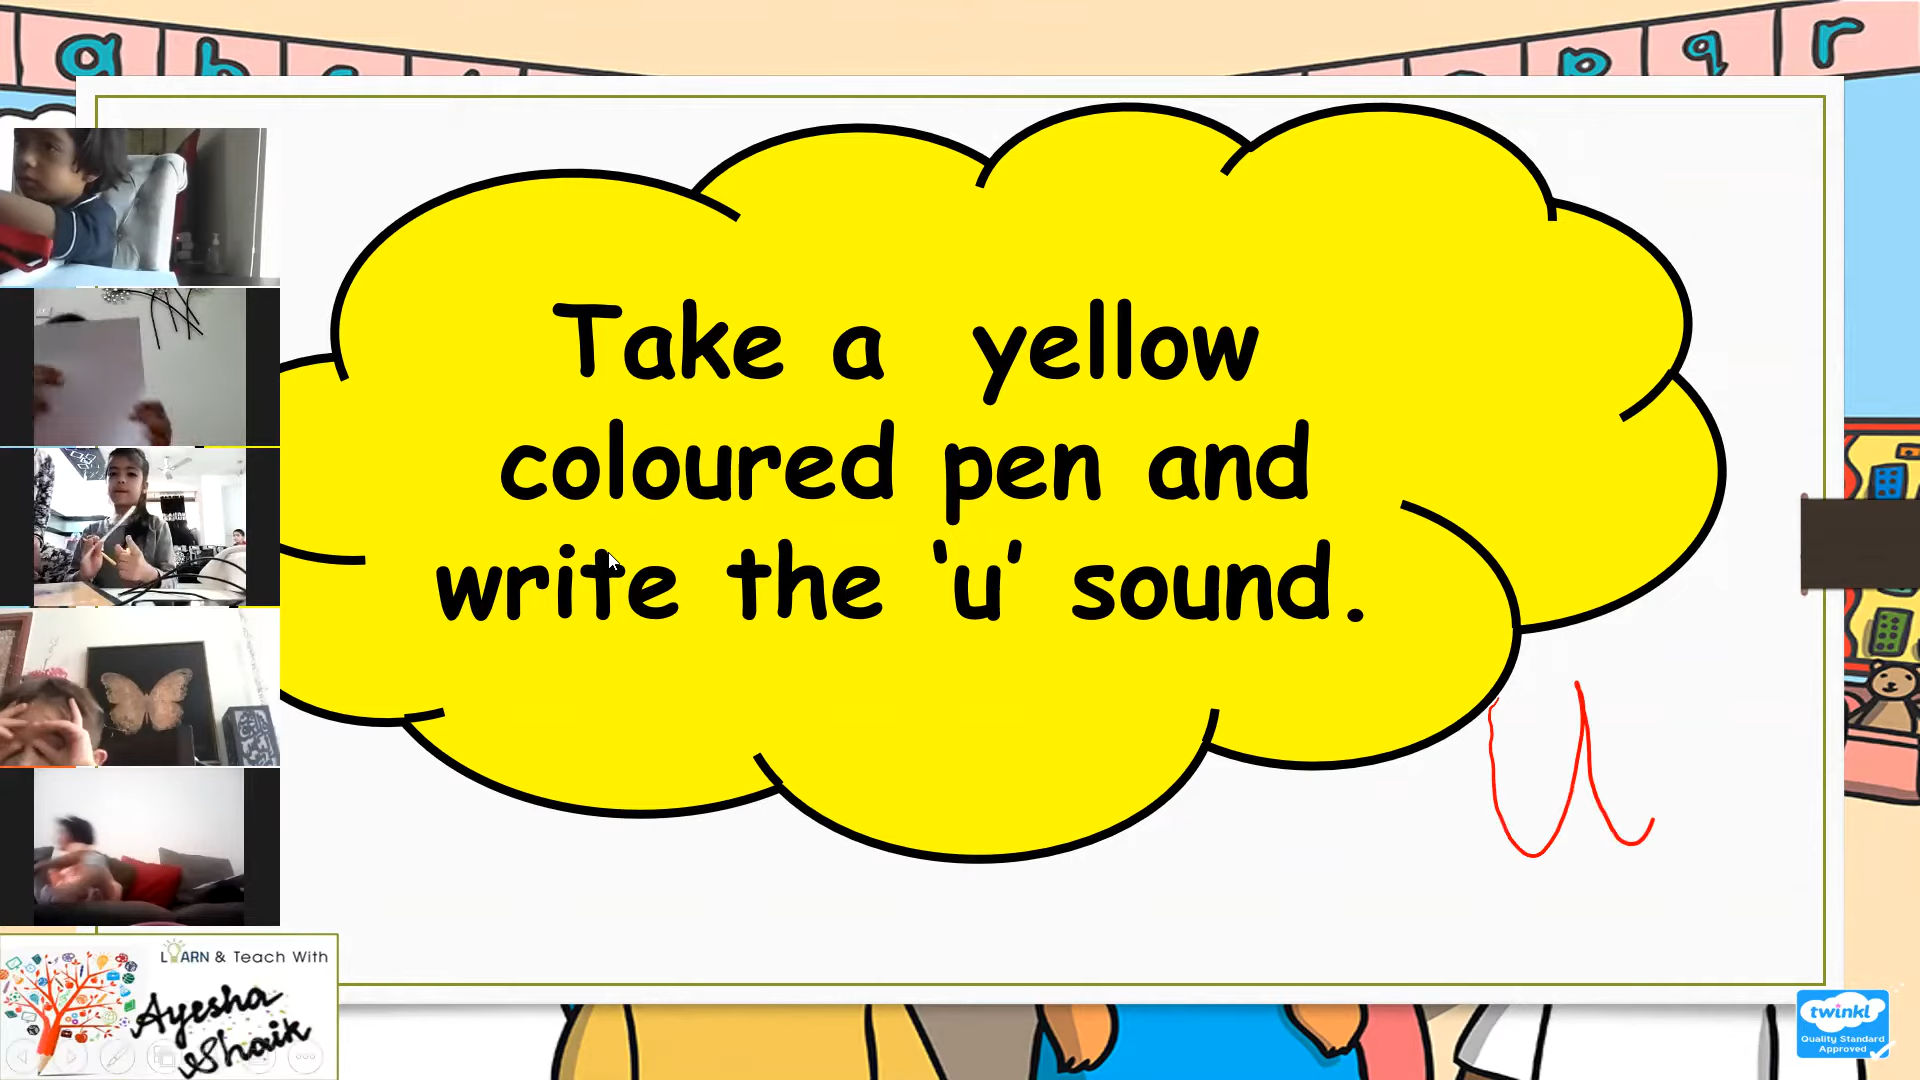 a b
p q r
Take a yellow
coloured pen and
write the 'u' sound.
u
LEARN & Teach With
Ayesha
Shaik
twinkl
Quality Standard
Approved